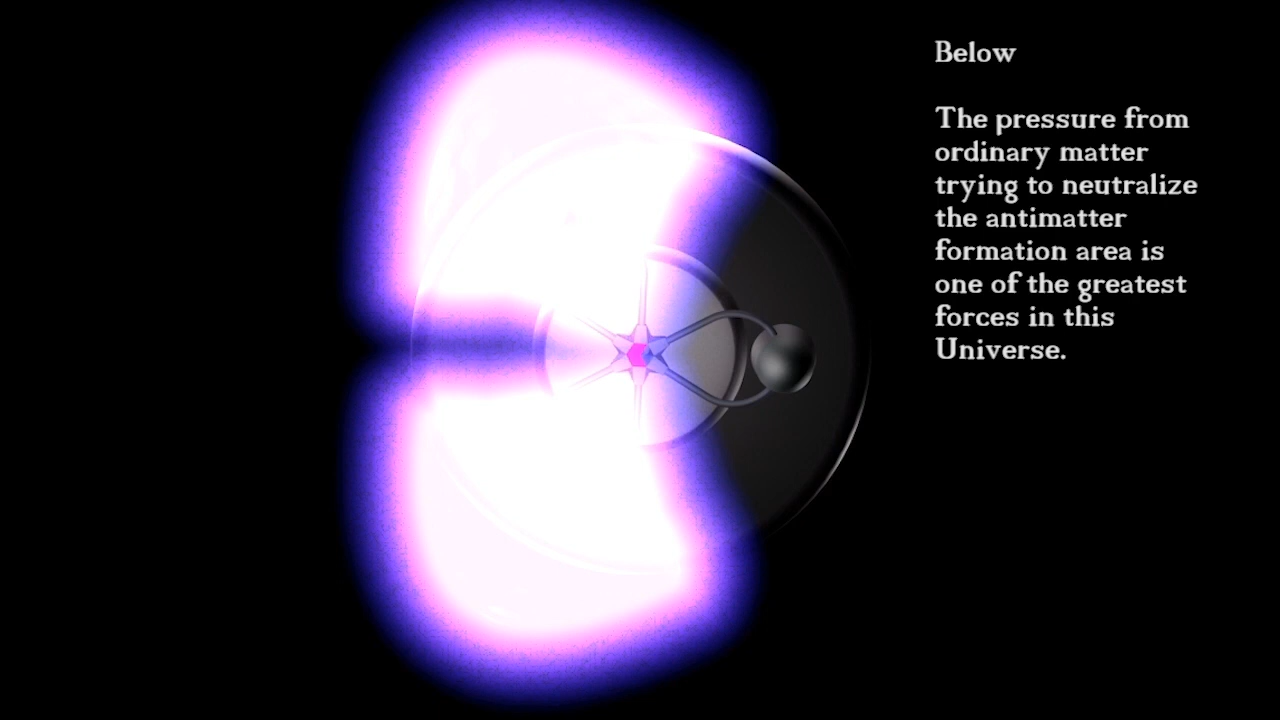 Below
The pressure from
ordinary matter
trying to neutralize
the antimatter
formation area is
one of the greatest
forces in this
Universe.